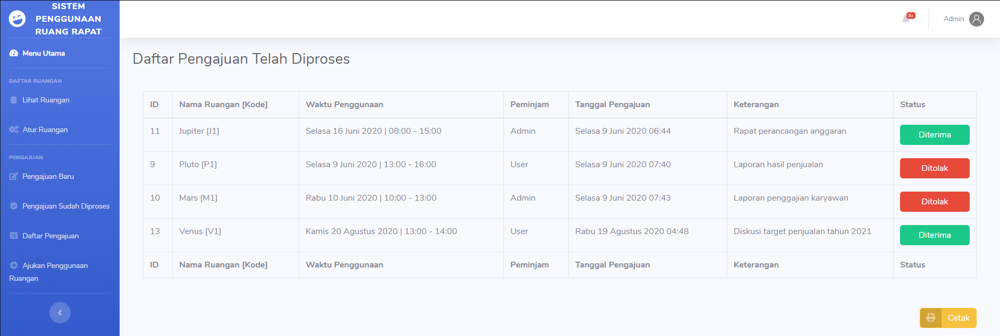 SISTEM
PENGGUNAAN
RUANG RAPAT
Menu Utama
DAFTAR RUANGAN
Lihat Ruangan
Atur Ruangan
PENGAJUAN
Pengajuan Baru
Pengajuan Sudah Diproses
Daftar Pengajuan
Ajukan Penggunaan
Ruangan
3+
Admin
Daftar Pengajuan Telah Diproses
ID Nama Ruangan [Kode] Waktu Penggunaan Peminjam Tanggal Pengajuan Keterangan Status
11 Jupiter [J1] Selasa 16 Juni 2020 | 08:00 - 15:00 Admin Selasa 9 Juni 2020 06:44 Rapat perancangan anggaran Diterima
9 Pluto [P1] Selasa 9 Juni 2020 | 13:00 - 16:00 User Selasa 9 Juni 2020 07:40 Laporan hasil penjualan Ditolak
10 Mars [M1] Rabu 10 Juni 2020 | 10:00 - 13:00 Admin Selasa 9 Juni 2020 07:43 Laporan penggajian karyawan Ditolak
13 Venus [V1] Kamis 20 Agustus 2020 | 13:00 - 14:00 User Rabu 19 Agustus 2020 04:48 Diskusi target penjualan tahun 2021 Diterima
ID Nama Ruangan [Kode] Waktu Penggunaan Peminjam Tanggal Pengajuan Keterangan Status
Cetak